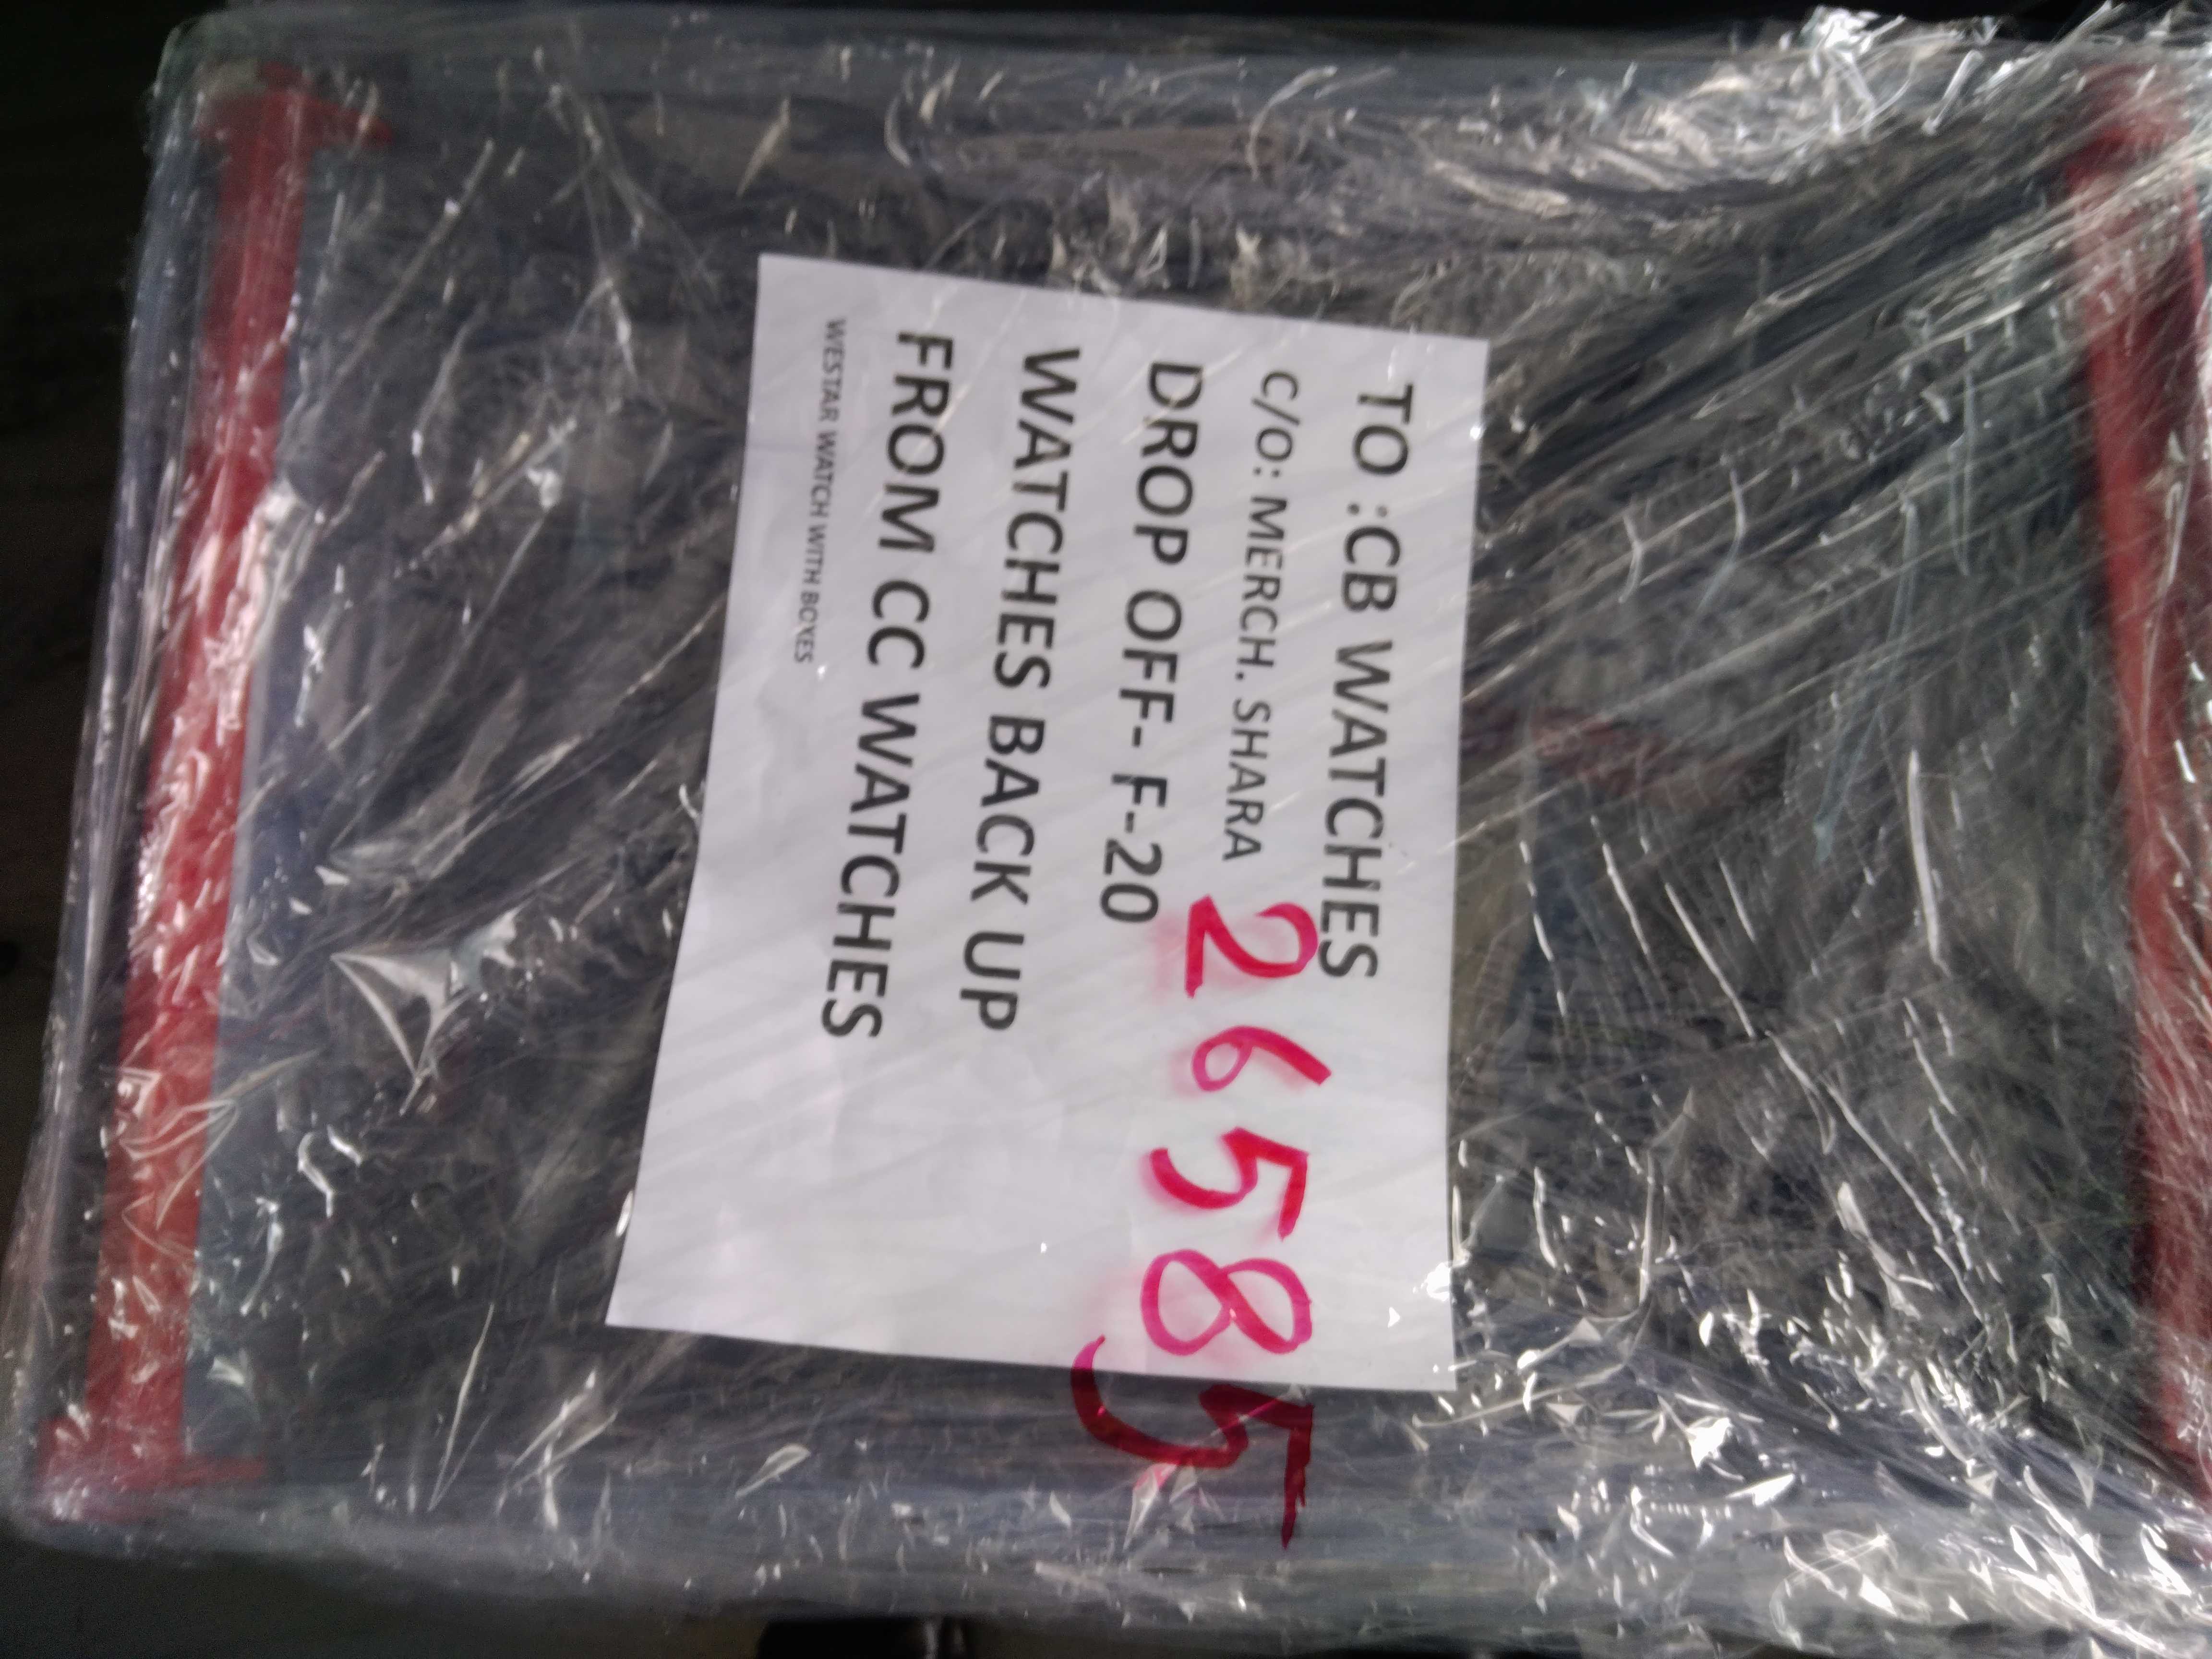 TO :CB WATCHES
C/O: MERCH. SHARA
DROP OFF- F-20
WATCHES BACK UP
FROM CC WATCHES
WESTAR WATCH WITH BOXES
26585